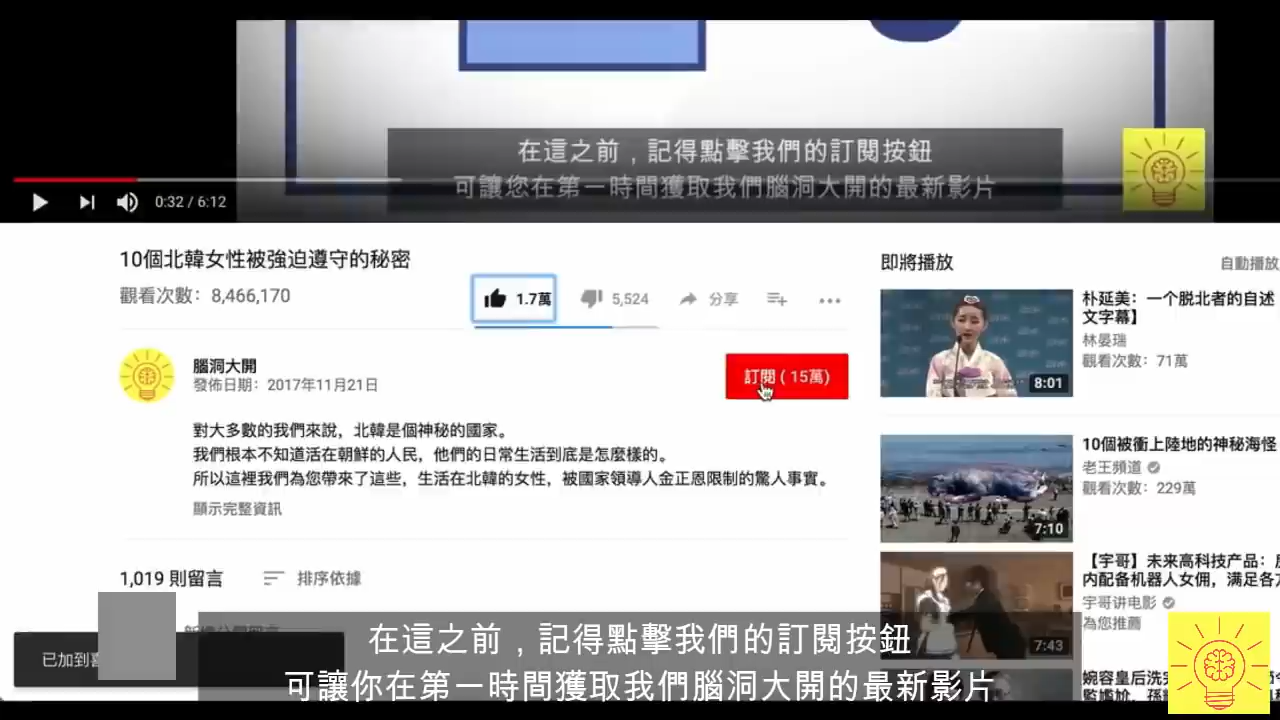 在這之前，記得點擊我們的訂閱按鈕
可讓您在第一時間獲取我們腦洞大開的最新影片
0:32 / 6:12
10個北韓女性被強迫遵守的秘密
觀看次數：8,466,170
1.7萬
5,524
分享
腦洞大開
發佈日期：2017年11月21日
訂閱 ( 15萬)
對大多數的我們來說，北韓是個神秘的國家。
我們根本不知道活在朝鮮的人民，他們的日常生活到底是怎麼樣的。
所以這裡我們為您帶來了這些，生活在北韓的女性，被國家領導人金正恩限制的驚人事實。
顯示完整資訊
1,019 則留言
排序依據
已加到
即將播放
自動播放
8:01
朴延美：一个脱北者的自述
文字幕】
林晏瑞
觀看次數：71萬
7:10
10個被衝上陸地的神秘海怪
老王頻道
觀看次數：229萬
7:43
【宇哥】未来高科技产品：
内配备机器人女佣，满足各
宇哥讲电影
為您推薦
婉容皇后洗
在這之前，記得點擊我們的訂閱按鈕
可讓你在第一時間獲取我們腦洞大開的最新影片